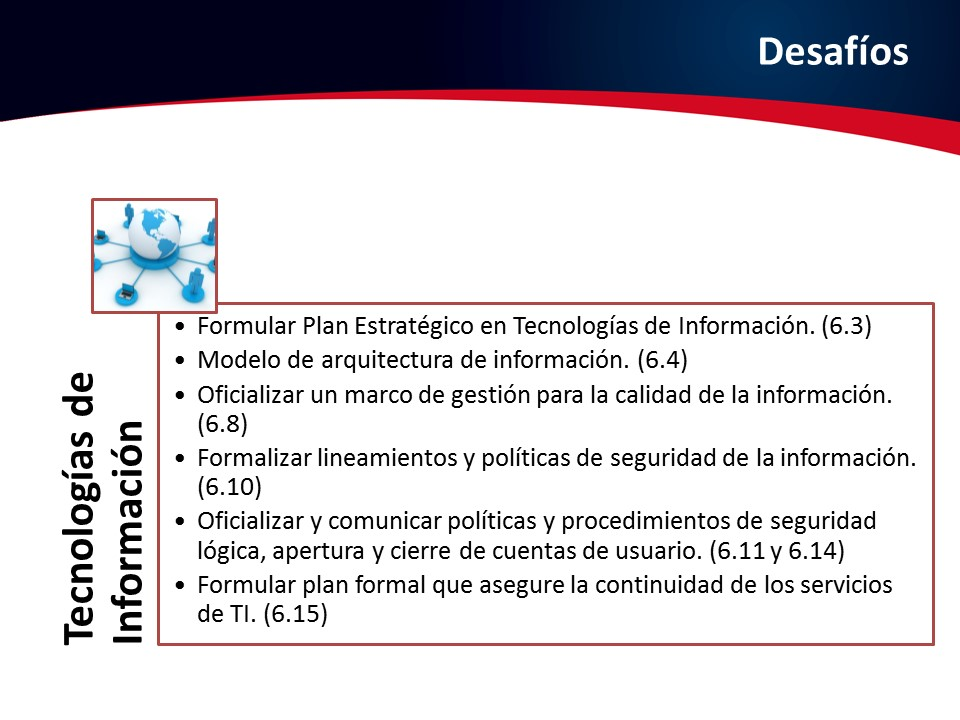 Desafíos
Tecnologías de
Información
• Formular Plan Estratégico en Tecnologías de Información. (6.3)
• Modelo de arquitectura de información. (6.4)
• Oficializar un marco de gestión para la calidad de la información.
(6.8)
• Formalizar lineamientos y políticas de seguridad de la información.
(6.10)
• Oficializar y comunicar políticas y procedimientos de seguridad
lógica, apertura y cierre de cuentas de usuario. (6.11 y 6.14)
• Formular plan formal que asegure la continuidad de los servicios
de TI. (6.15)